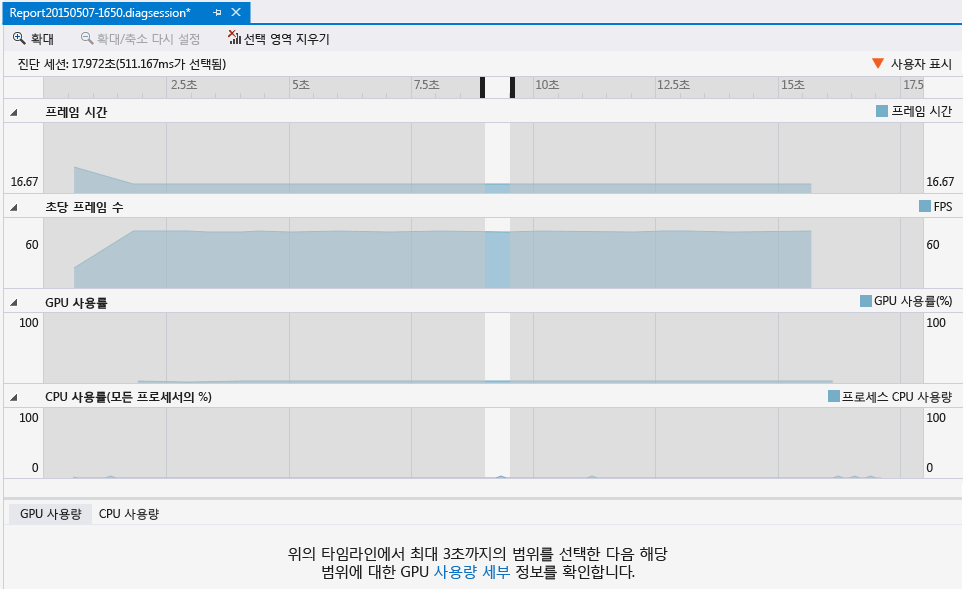 Report20150507-1650.diagsession*
확대 확대/축소 다시 설정 선택 영역 지우기
진단 세션: 17.972초(511.167ms가 선택됨) 사용자 표시
2.5초 5초 7.5초 10초 12.5초 15초 17.5
프레임 시간 프레임 시간
16.67 16.67
초당 프레임 수 FPS
60 60
GPU 사용률 GPU 사용률(%)
100 100
CPU 사용률(모든 프로세서의 %) 프로세스 CPU 사용량
100 100
0 0
GPU 사용량 CPU 사용량
위의 타임라인에서 최대 3초까지의 범위를 선택한 다음 해당
범위에 대한 GPU 사용량 세부 정보를 확인합니다.